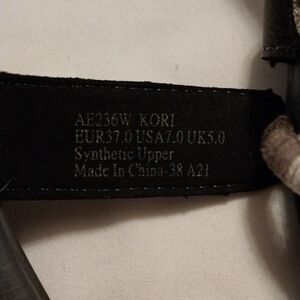 AE236W KORI
EUR37.0 USA7.0 UK5.0
Synthetic Upper
Made In China-38 A21